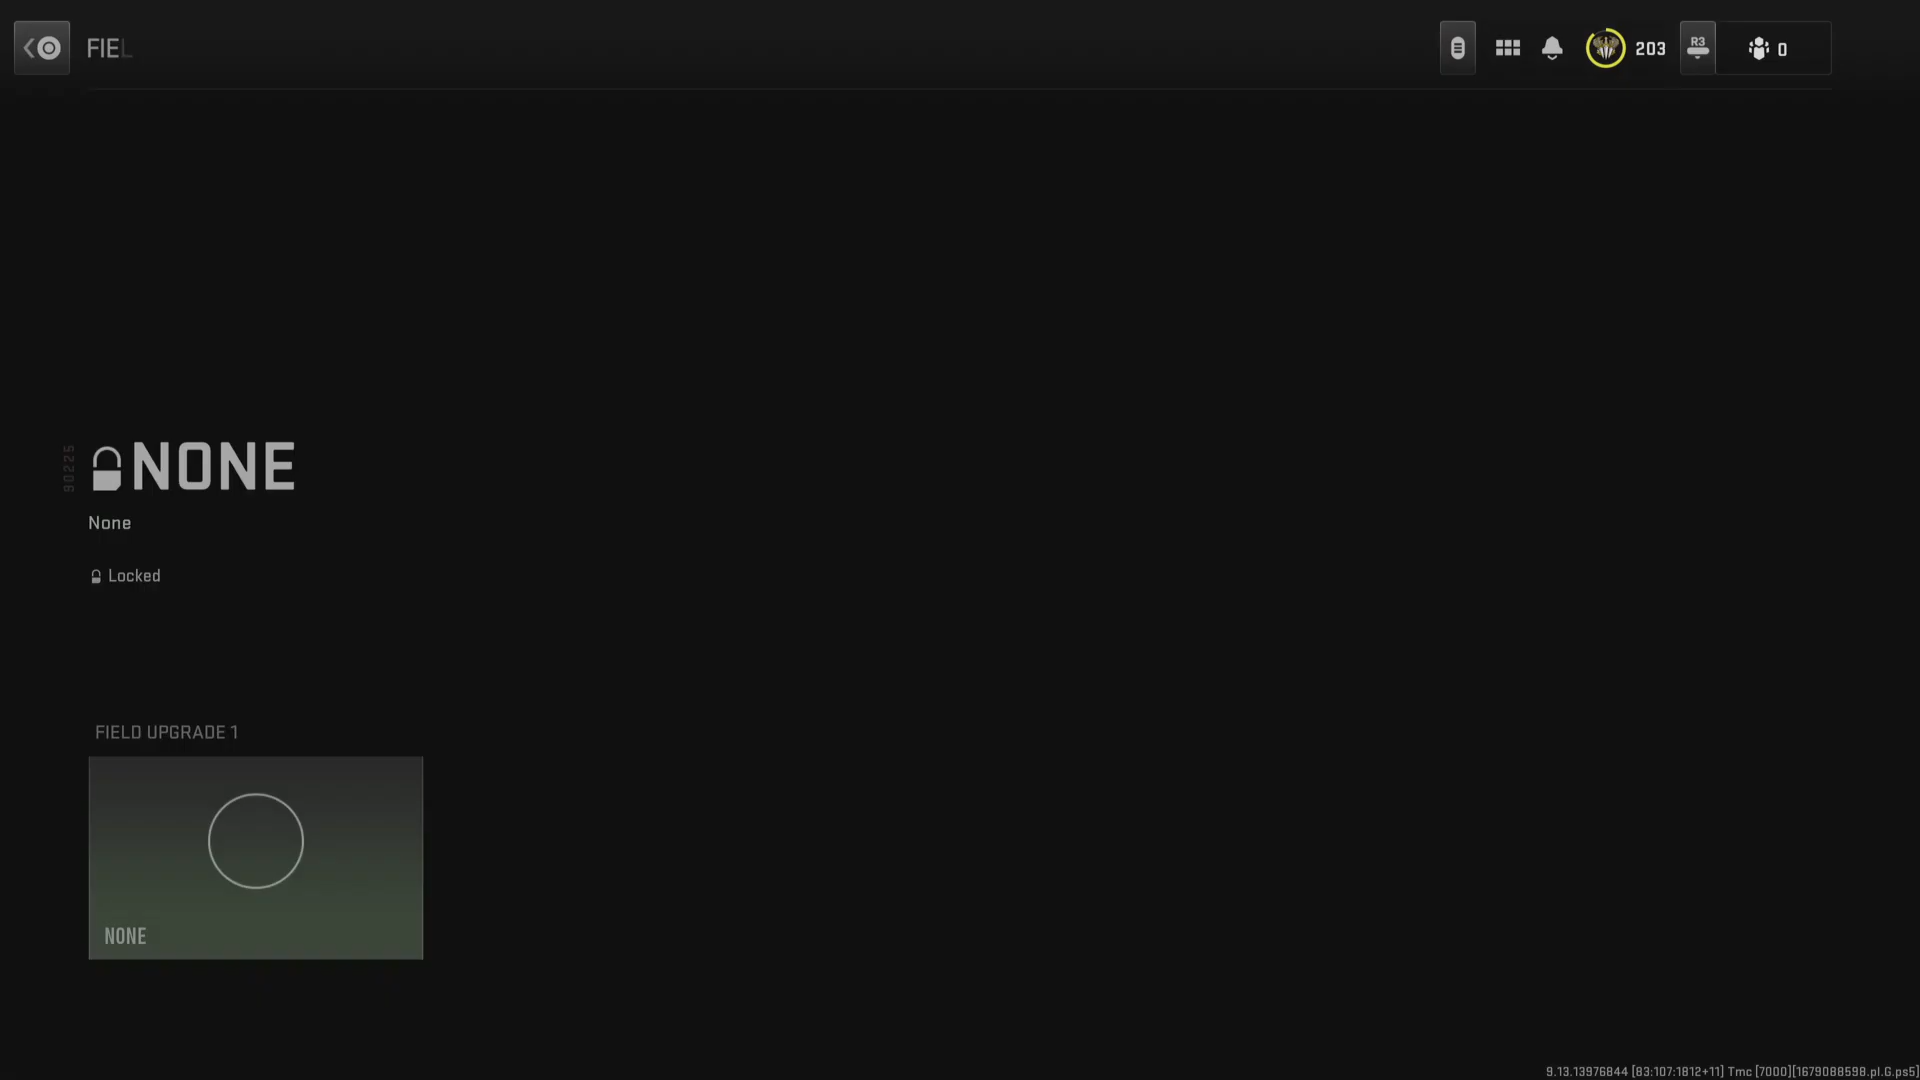 FIEL
203
R3
0
90225
NONE
None
Locked
FIELD UPGRADE 1
NONE
9.13.13976844 [83:107:1812+11] Tmc [7000][1679088598.pl.G.ps5]